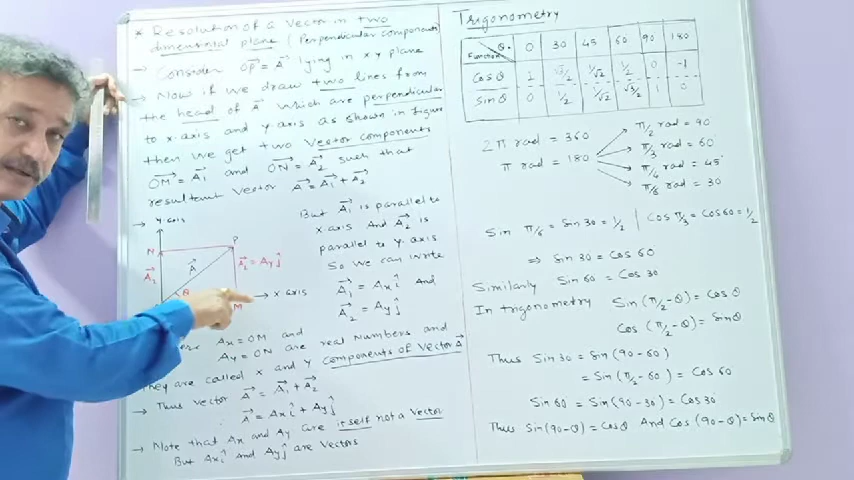 * Resolution of a Vector in two
dimensional plane (Perpendicular components)
→ Consider OP = A lying in xy plane
→ Now if we draw two lines from
the head of A which are perpendicular
to x-axis and y-axis as shown in figure
then we get two Vector components
OM = A1 and ON = A2 such that
resultant vector A = A1 + A2
→ y-axis
N
P
A2
A
A2 = Ay j
θ
M
→ x axis
But A1 is parallel to
x-axis And A2 is
parallel to y-axis
So we can write
A1 = Ax i And
A2 = Ay j
Ax = OM and
Ay = ON are real numbers and
They are called x and y components of Vector A
→ Thus vector A = A1 + A2
A = Ax i + Ay j
→ Note that Ax and Ay are itself not a vector
But Ax i and Ay j are Vectors
Trigonometry
Function θ° 0 30 45 60 90 180
Cos θ 1 √3/2 1/√2 1/2 0 -1
Sin θ 0 1/2 1/√2 √3/2 1 0
2π rad = 360
π rad = 180
π/2 rad = 90
π/3 rad = 60
π/4 rad = 45°
π/6 rad = 30
Sin π/6 = Sin 30 = 1/2 | Cos π/3 = Cos 60 = 1/2
⇒ Sin 30 = Cos 60
Similarly Sin 60 = Cos 30
In trigonometry Sin (π/2 - θ) = Cos θ
Cos (π/2 - θ) = Sin θ
Thus Sin 30 = Sin (90 - 60)
= Sin (π/2 - 60) = Cos 60
Sin 60 = Sin (90 - 30) = Cos 30
Thus Sin (90 - θ) = Cos θ And Cos (90 - θ) = Sin θ